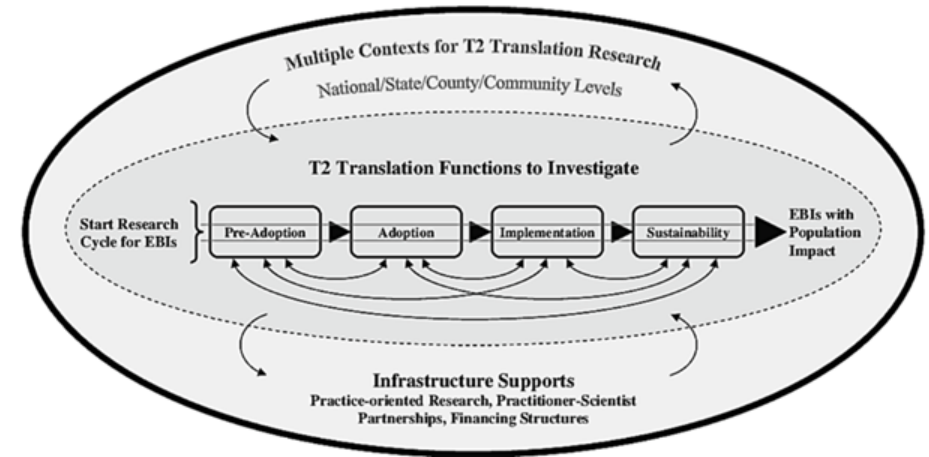 Multiple Contexts for T2 Translation Research
National/State/County/Community Levels
T2 Translation Functions to Investigate
Start Research
Cycle for EBIs
Pre-Adoption
Adoption
Implementation
Sustainability
EBIs with
Population
Impact
Infrastructure Supports
Practice-oriented Research, Practitioner-Scientist
Partnerships, Financing Structures